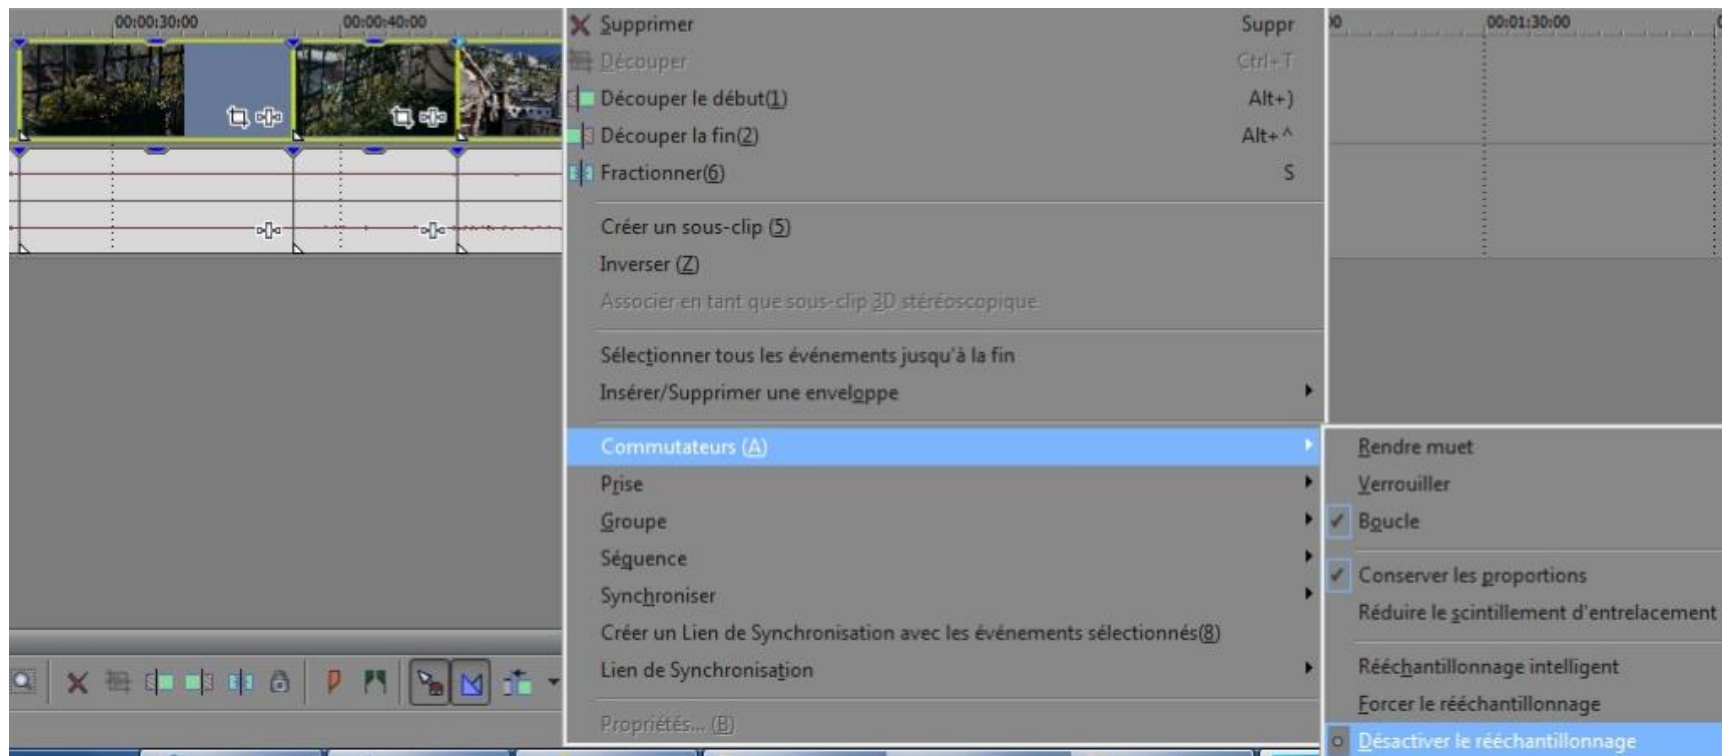 00:00:30:00 00:00:40:00 00:01:30:00
Supprimer Suppr
Découper Ctrl+T
Découper le début(1) Alt+)
Découper la fin(2) Alt+^
Fractionner(6) S
Créer un sous-clip (5)
Inverser (Z)
Associer en tant que sous-clip 3D stéréoscopique
Sélectionner tous les événements jusqu'à la fin
Insérer/Supprimer une enveloppe
Commutateurs (A)
Prise
Groupe
Séquence
Synchroniser
Créer un Lien de Synchronisation avec les événements sélectionnés(8)
Lien de Synchronisation
Propriétés... (B)
Rendre muet
Verrouiller
Boucle
Conserver les proportions
Réduire le scintillement d'entrelacement
Rééchantillonnage intelligent
Forcer le rééchantillonnage
Désactiver le rééchantillonnage